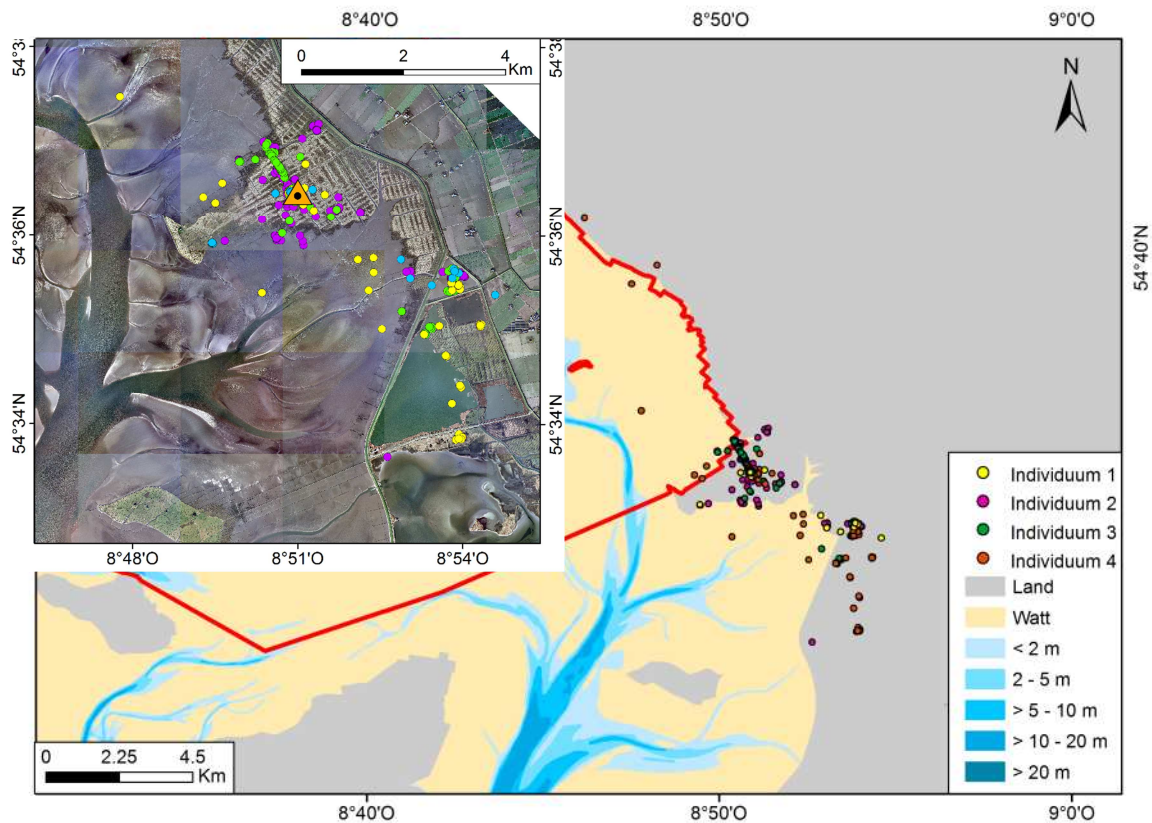 8°40'O 8°50'O 9°0'O
0 2 4
Km
54°3
54°36'N
54°34'N
8°48'O 8°51'O 8°54'O
N
54°40'N
Individuum 1
Individuum 2
Individuum 3
Individuum 4
Land
Watt
< 2 m
2 - 5 m
> 5 - 10 m
> 10 - 20 m
> 20 m
0 2.25 4.5
Km
8°40'O 8°50'O 9°0'O
54°3
54°36'N
54°34'N